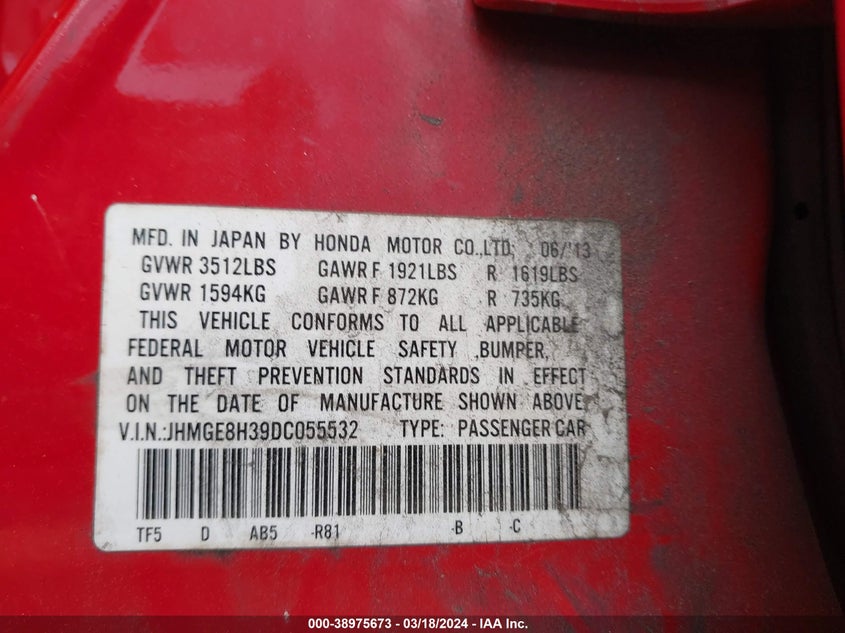 MFD. IN JAPAN BY HONDA MOTOR CO.,LTD. 06/'13
GVWR 3512LBS GAWR F 1921LBS R 1619LBS
GVWR 1594KG GAWR F 872KG R 735KG
THIS VEHICLE CONFORMS TO ALL APPLICABLE
FEDERAL MOTOR VEHICLE SAFETY ,BUMPER,
AND THEFT PREVENTION STANDARDS IN EFFECT
ON THE DATE OF MANUFACTURE SHOWN ABOVE.
V.I.N.:JHMGE8H39DC055532 TYPE: PASSENGER CAR
TF5 D AB5 -R81 -B -C
000-38975673 - 03/18/2024 - IAA Inc.